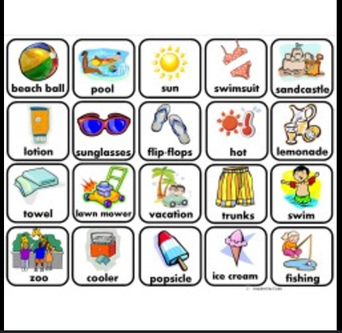 beach ball
pool
sun
swimsuit
sandcastle
lotion
sunglasses
flip-flops
hot
lemonade
towel
lawn mower
vacation
trunks
swim
zoo
cooler
popsicle
ice cream
fishing